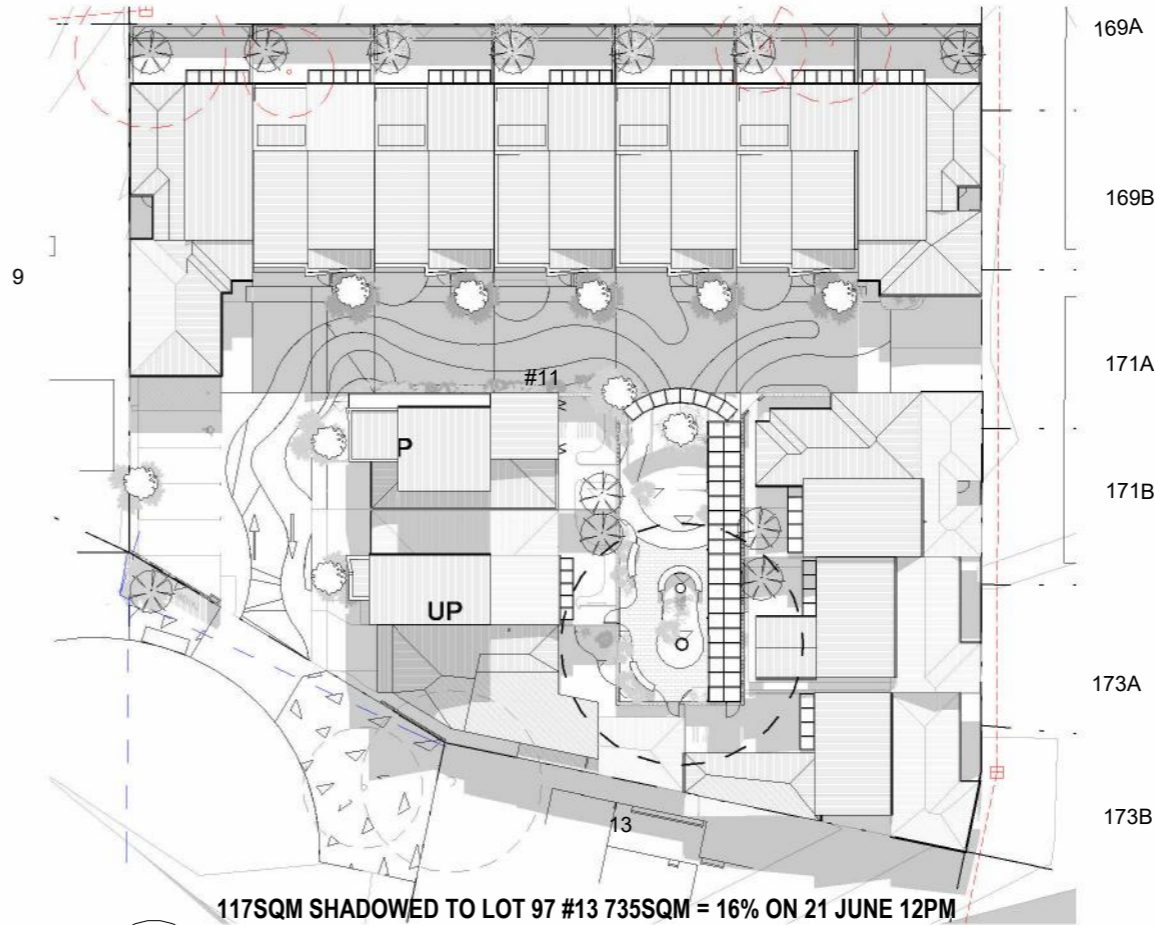 169A
169B
9
171A
#11
P
171B
UP
173A
173B
13
117SQM SHADOWED TO LOT 97 #13 735SQM = 16% ON 21 JUNE 12PM